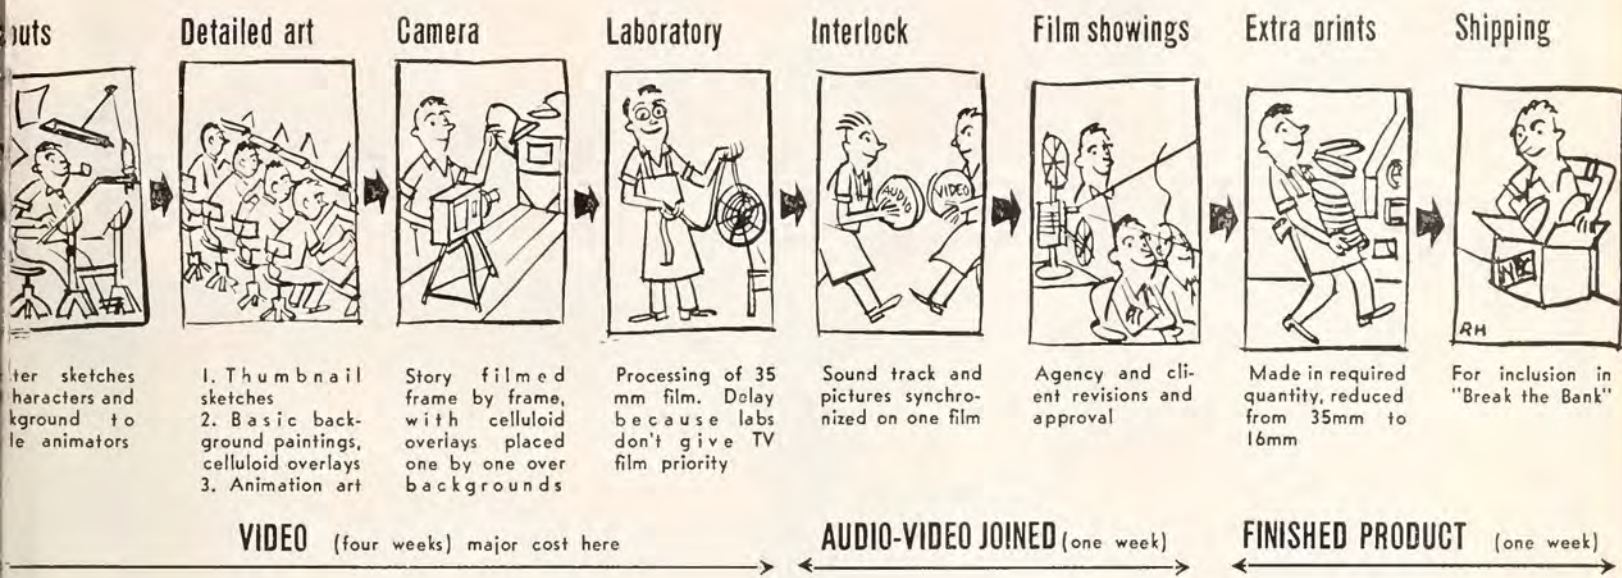 Detailed art
Camera
Laboratory
Interlock
Film showings
Extra prints
Shipping
AUDIO
VIDEO
NBC
RH
sketches
characters and
to
animators
1. Thumbnail
sketches
2. Basic back-
ground paintings,
celluloid overlays
3. Animation art
Story filmed
frame by frame,
with celluloid
overlays placed
one by one over
backgrounds
Processing of 35
mm film. Delay
because labs
don't give TV
film priority
Sound track and
pictures synchro-
nized on one film
Agency and cli-
ent revisions and
approval
Made in required
quantity, reduced
from 35mm to
16mm
For inclusion in
"Break the Bank"
VIDEO (four weeks) major cost here
AUDIO-VIDEO JOINED (one week)
FINISHED PRODUCT (one week)